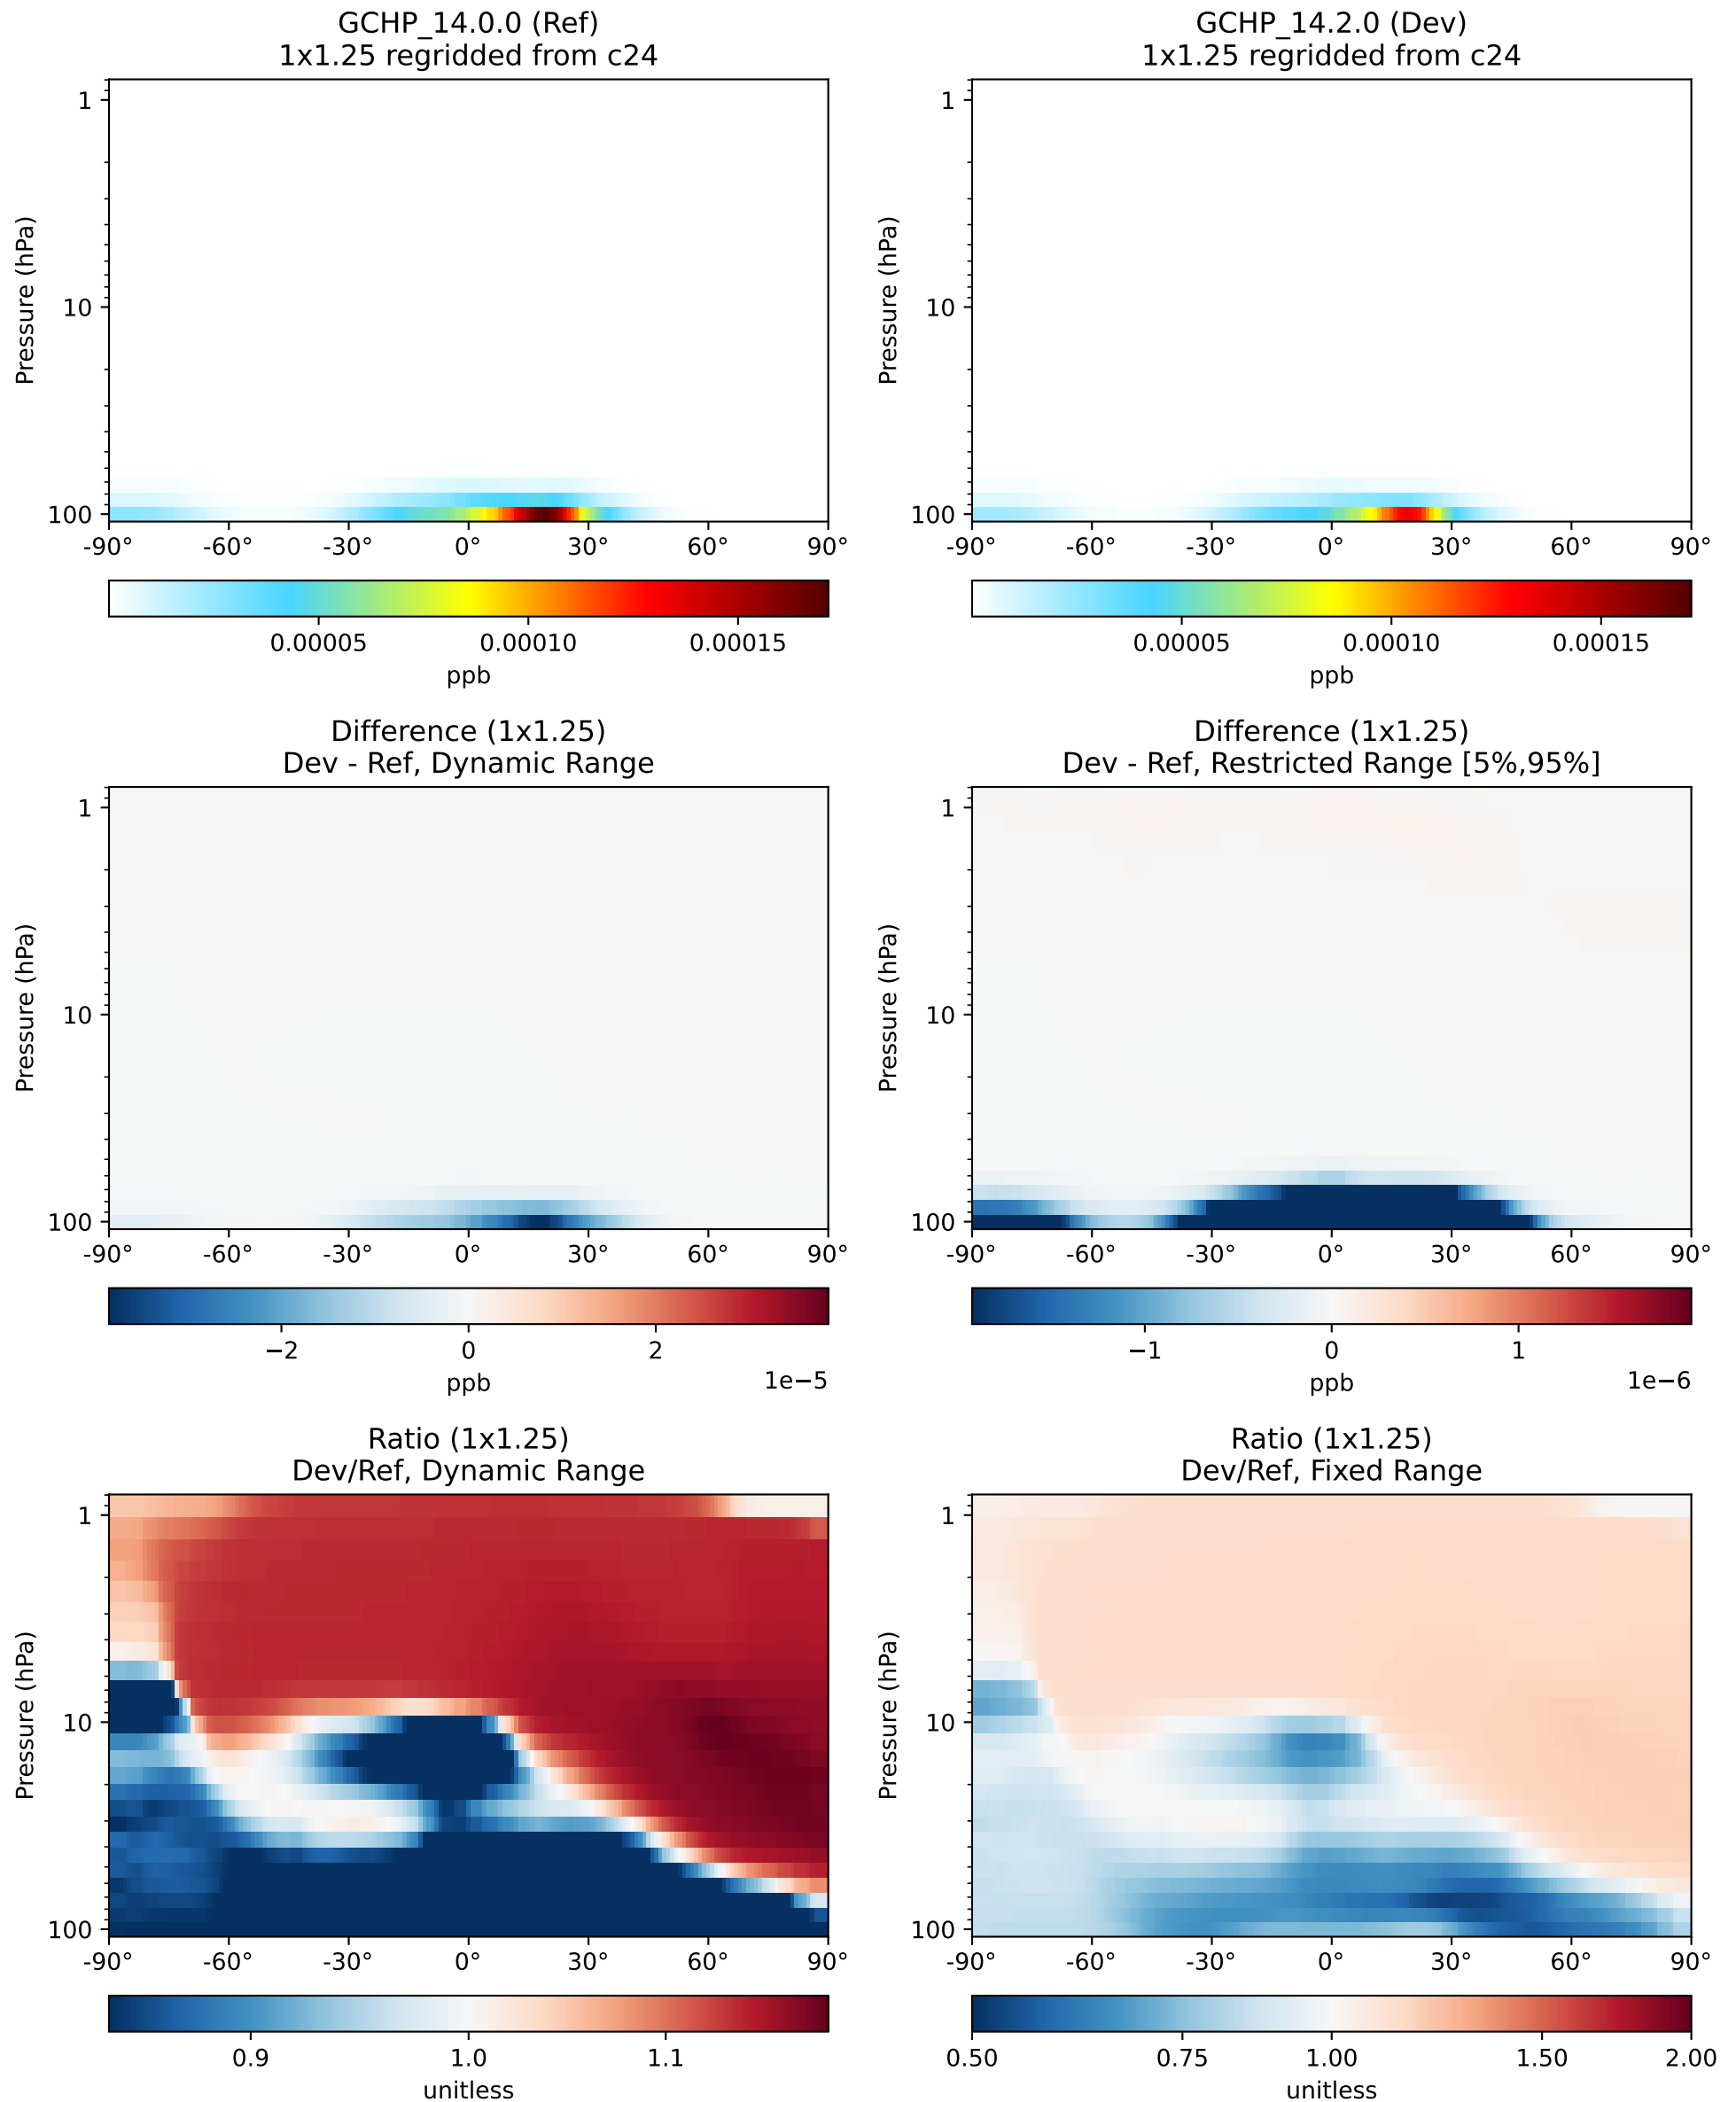 GCHP_14.0.0 (Ref)
1x1.25 regridded from c24
GCHP_14.2.0 (Dev)
1x1.25 regridded from c24
Pressure (hPa)
1
10
100
-90° -60° -30° 0° 30° 60° 90°
0.00005 0.00010 0.00015
ppb
Pressure (hPa)
1
10
100
-90° -60° -30° 0° 30° 60° 90°
0.00005 0.00010 0.00015
ppb
Difference (1x1.25)
Dev - Ref, Dynamic Range
Difference (1x1.25)
Dev - Ref, Restricted Range [5%,95%]
Pressure (hPa)
1
10
100
-90° -60° -30° 0° 30° 60° 90°
−2 0 2
ppb
1e−5
Pressure (hPa)
1
10
100
-90° -60° -30° 0° 30° 60° 90°
−1 0 1
ppb
1e−6
Ratio (1x1.25)
Dev/Ref, Dynamic Range
Ratio (1x1.25)
Dev/Ref, Fixed Range
Pressure (hPa)
1
10
100
-90° -60° -30° 0° 30° 60° 90°
0.9 1.0 1.1
unitless
Pressure (hPa)
1
10
100
-90° -60° -30° 0° 30° 60° 90°
0.50 0.75 1.00 1.50 2.00
unitless